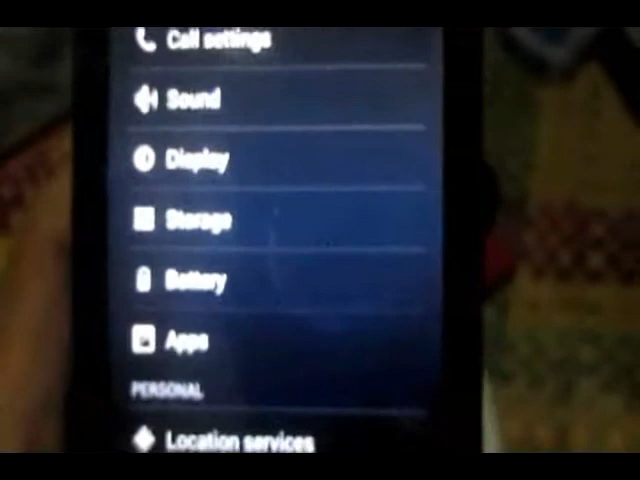 Call settings
Sound
Display
Storage
Battery
Apps
PERSONAL
Location services